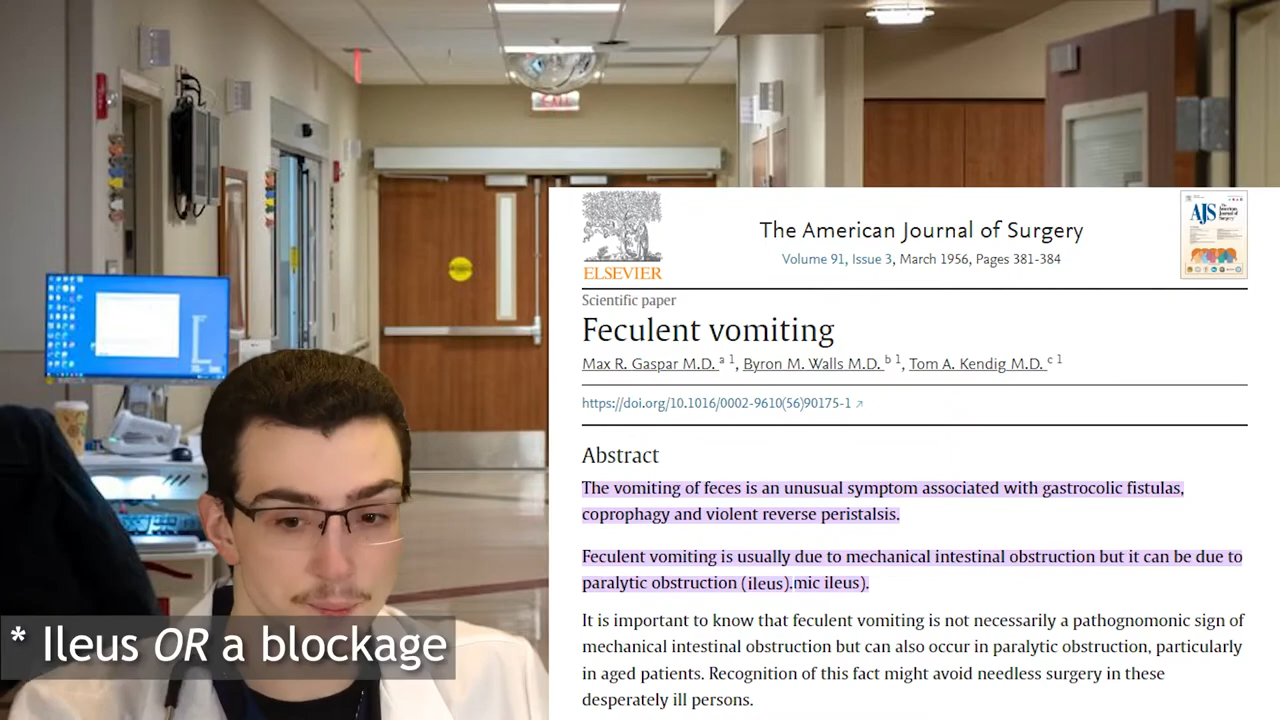 The American Journal of Surgery
Volume 91, Issue 3, March 1956, Pages 381-384
AJS
ELSEVIER
Scientific paper
Feculent vomiting
Max R. Gaspar M.D. a 1, Byron M. Walls M.D. b 1, Tom A. Kendig M.D. c 1
https://doi.org/10.1016/0002-9610(56)90175-1 ↗
Abstract
The vomiting of feces is an unusual symptom associated with gastrocolic fistulas,
coprophagy and violent reverse peristalsis.
Feculent vomiting is usually due to mechanical intestinal obstruction but it can be due to
paralytic obstruction (ileus).mic ileus).
It is important to know that feculent vomiting is not necessarily a pathognomonic sign of
mechanical intestinal obstruction but can also occur in paralytic obstruction, particularly
in aged patients. Recognition of this fact might avoid needless surgery in these
desperately ill persons.
* Ileus OR a blockage